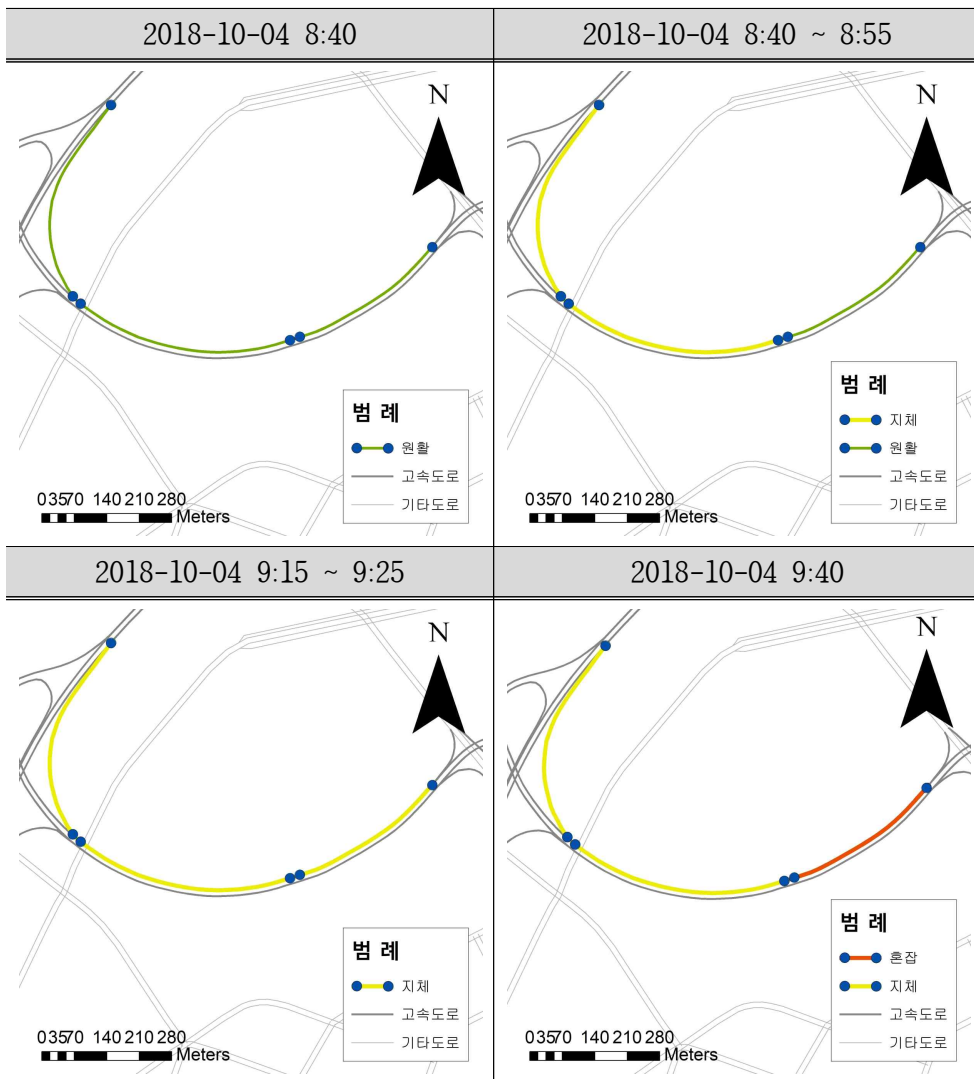 2018-10-04 8:40
2018-10-04 8:40 ~ 8:55
N
범 례
원활
고속도로
기타도로
03570 140 210 280
Meters
N
범 례
지체
원활
고속도로
기타도로
03570 140 210 280
Meters
2018-10-04 9:15 ~ 9:25
2018-10-04 9:40
N
범 례
지체
고속도로
기타도로
03570 140 210 280
Meters
N
범 례
혼잡
지체
고속도로
기타도로
03570 140 210 280
Meters